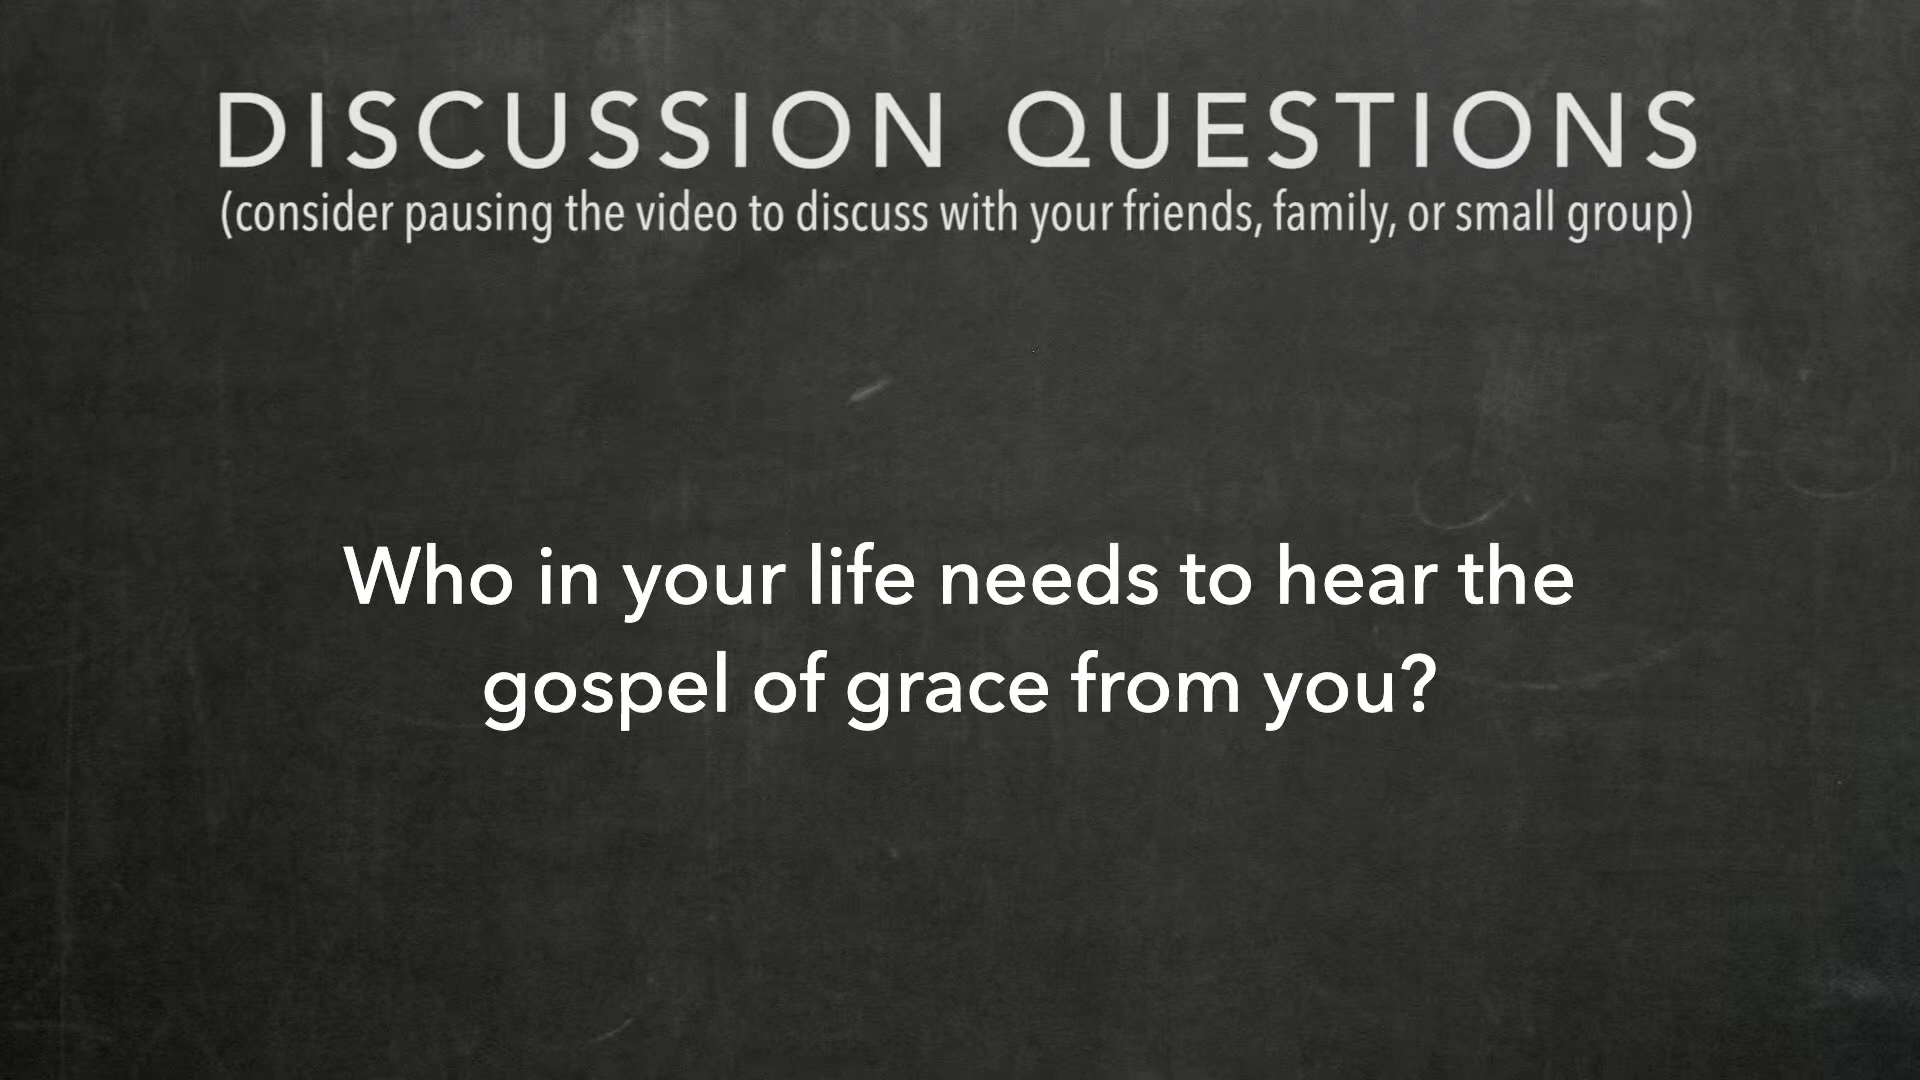 DISCUSSION QUESTIONS
(consider pausing the video to discuss with your friends, family, or small group)
Who in your life needs to hear the
gospel of grace from you?